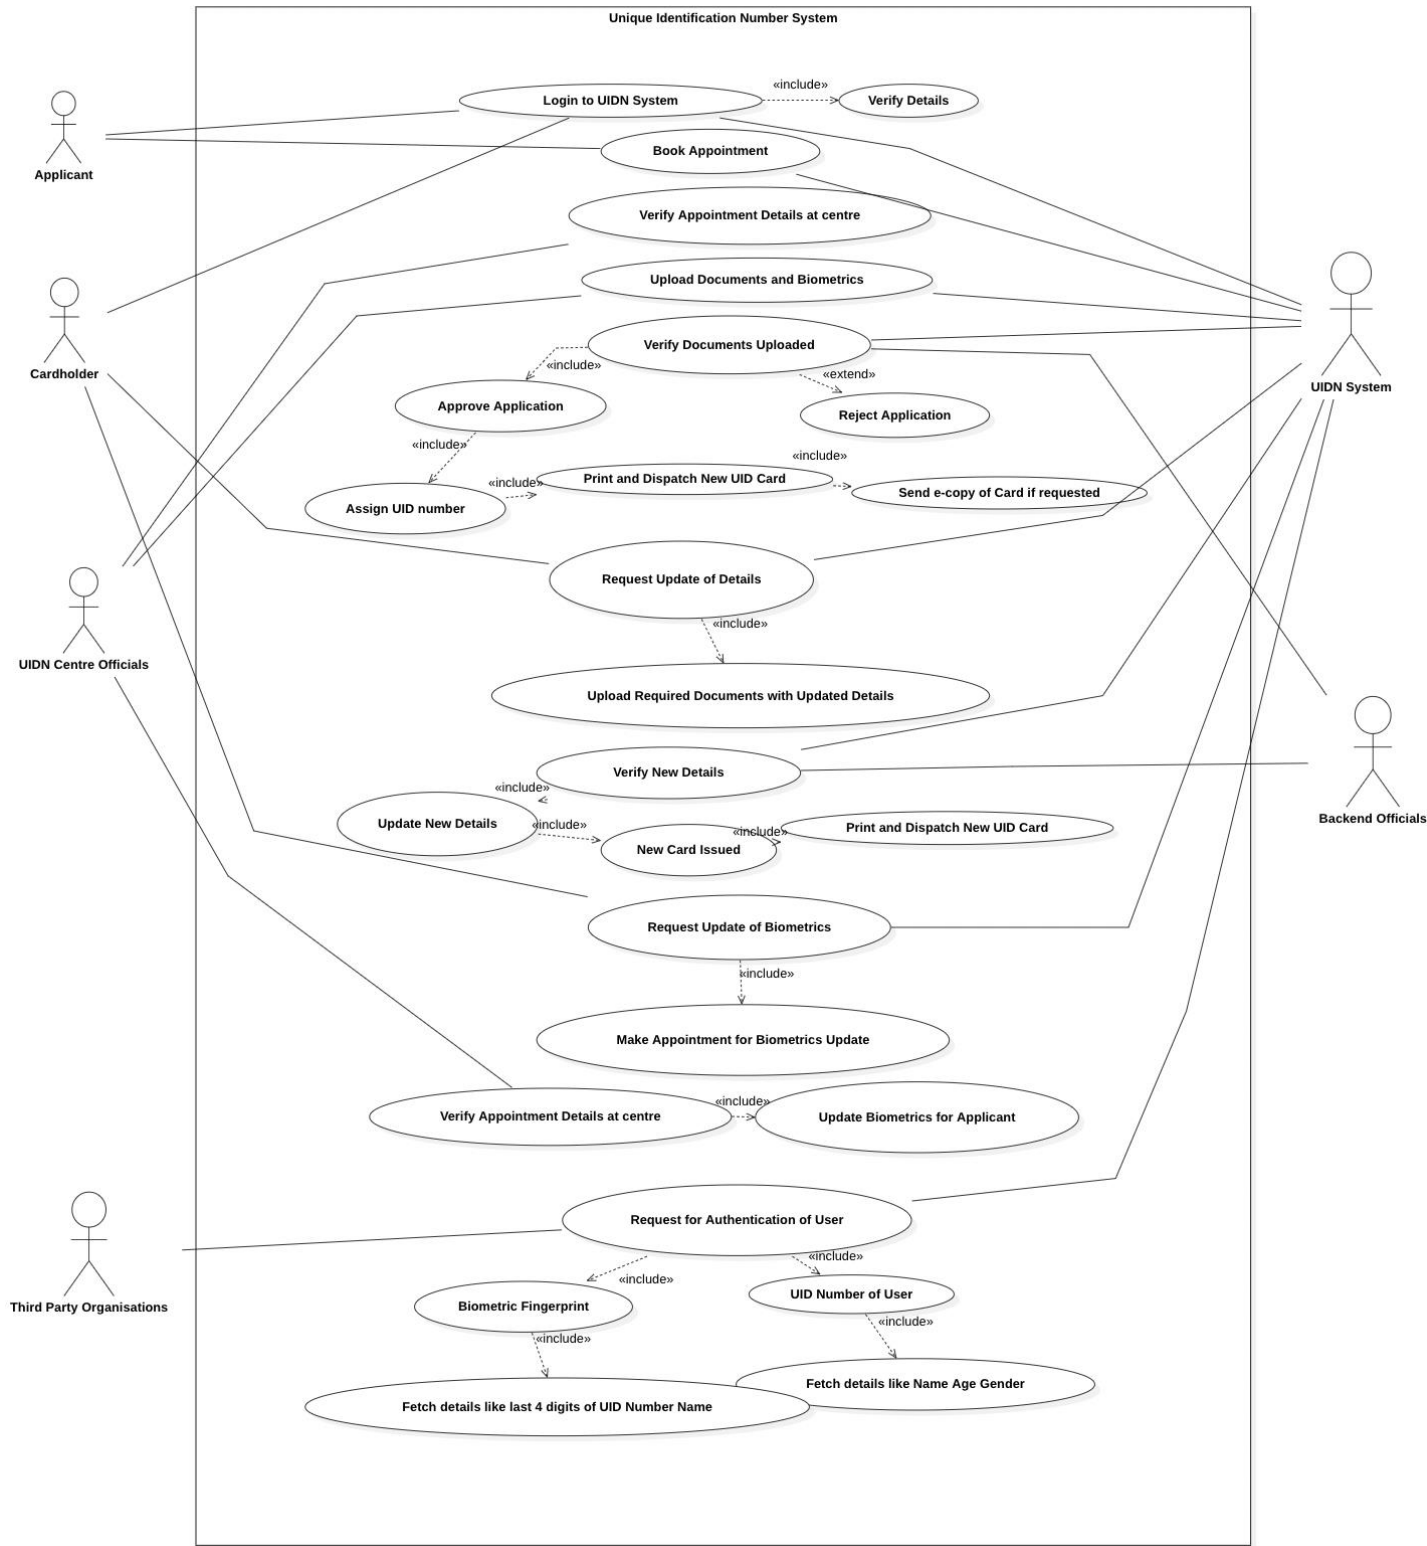 Unique Identification Number System
«include»
Login to UIDN System
Verify Details
Book Appointment
Applicant
Verify Appointment Details at centre
Upload Documents and Biometrics
Verify Documents Uploaded
«include»
«extend»
Cardholder
UIDN System
Approve Application
Reject Application
«include»
«include»
«include»
Print and Dispatch New UID Card
Send e-copy of Card if requested
Assign UID number
Request Update of Details
«include»
UIDN Centre Officials
Upload Required Documents with Updated Details
Verify New Details
«include»
Update New Details
«include»
«include»
Print and Dispatch New UID Card
New Card Issued
Backend Officials
Request Update of Biometrics
«include»
Make Appointment for Biometrics Update
«include»
Verify Appointment Details at centre
Update Biometrics for Applicant
Request for Authentication of User
«include»
«include»
UID Number of User
Biometric Fingerprint
Third Party Organisations
«include»
«include»
Fetch details like Name Age Gender
Fetch details like last 4 digits of UID Number Name